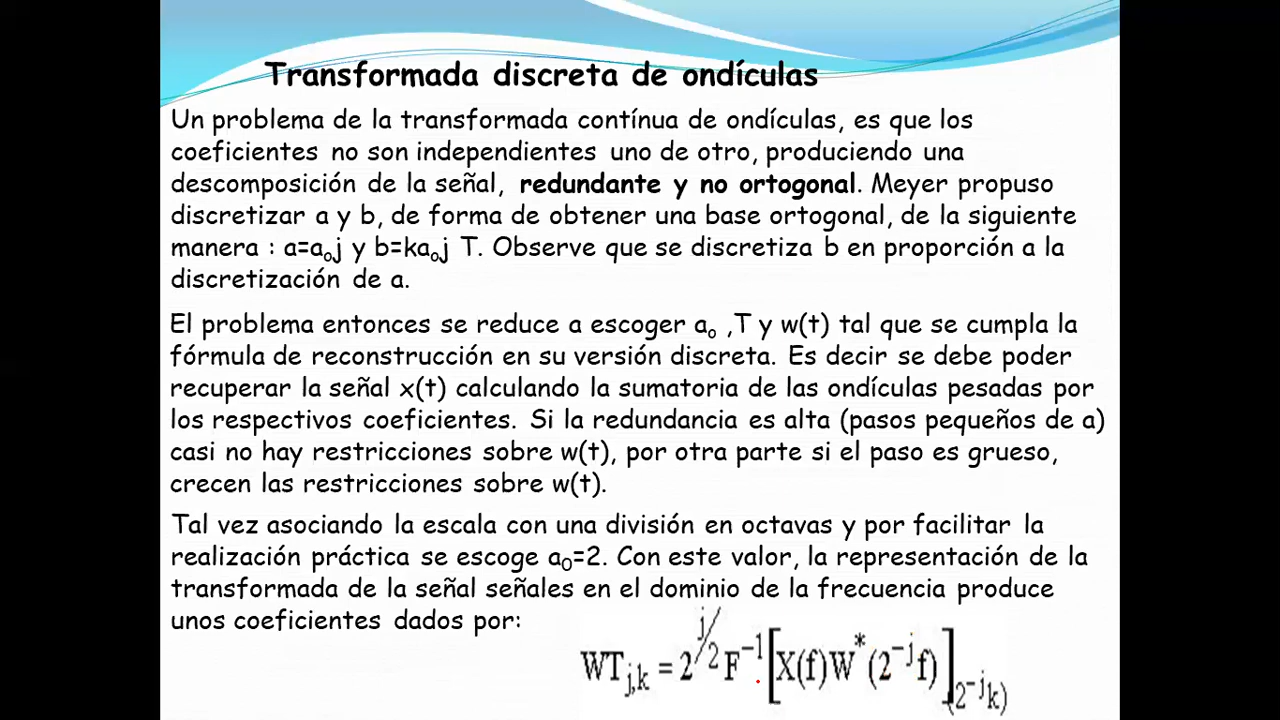 Transformada discreta de ondículas
Un problema de la transformada contínua de ondículas, es que los
coeficientes no son independientes uno de otro, produciendo una
descomposición de la señal, redundante y no ortogonal. Meyer propuso
discretizar a y b, de forma de obtener una base ortogonal, de la siguiente
manera : a=a₀j y b=ka₀j T. Observe que se discretiza b en proporción a la
discretización de a.
El problema entonces se reduce a escoger a₀ ,T y w(t) tal que se cumpla la
fórmula de reconstrucción en su versión discreta. Es decir se debe poder
recuperar la señal x(t) calculando la sumatoria de las ondículas pesadas por
los respectivos coeficientes. Si la redundancia es alta (pasos pequeños de a)
casi no hay restricciones sobre w(t), por otra parte si el paso es grueso,
crecen las restricciones sobre w(t).
Tal vez asociando la escala con una división en octavas y por facilitar la
realización práctica se escoge a₀=2. Con este valor, la representación de la
transformada de la señal señales en el dominio de la frecuencia produce
unos coeficientes dados por:
WT_{j,k} = 2^{j/2} F^{-1} [X(f)W^*(2^{-j}f)]_{(2^{-j}k)}